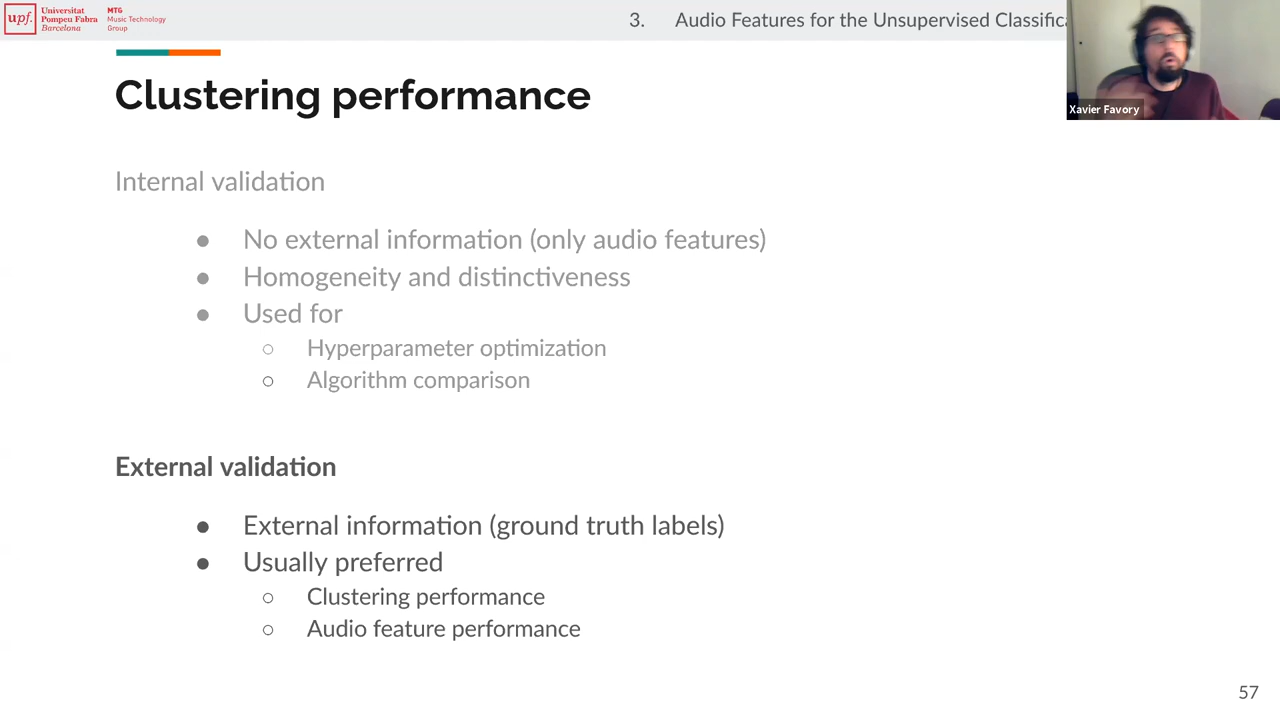 upf.
Universitat
Pompeu Fabra
Barcelona
MTG
Music Technology
Group
3. Audio Features for the Unsupervised Classific
Xavier Favory
Clustering performance
Internal validation
● No external information (only audio features)
● Homogeneity and distinctiveness
● Used for
○ Hyperparameter optimization
○ Algorithm comparison
External validation
● External information (ground truth labels)
● Usually preferred
○ Clustering performance
○ Audio feature performance
57